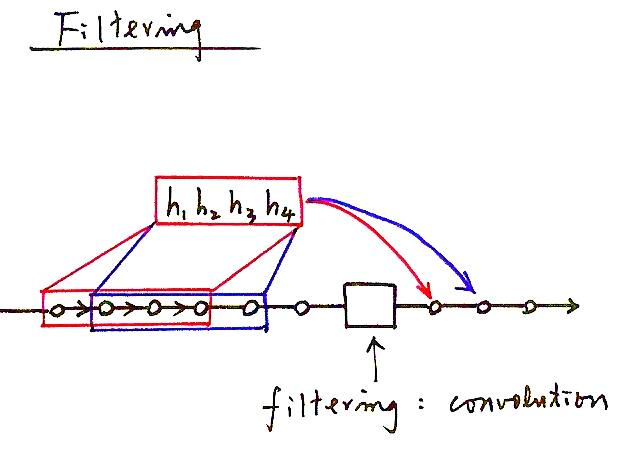 Filtering
h₁ h₂ h₃ h₄
filtering : convolution